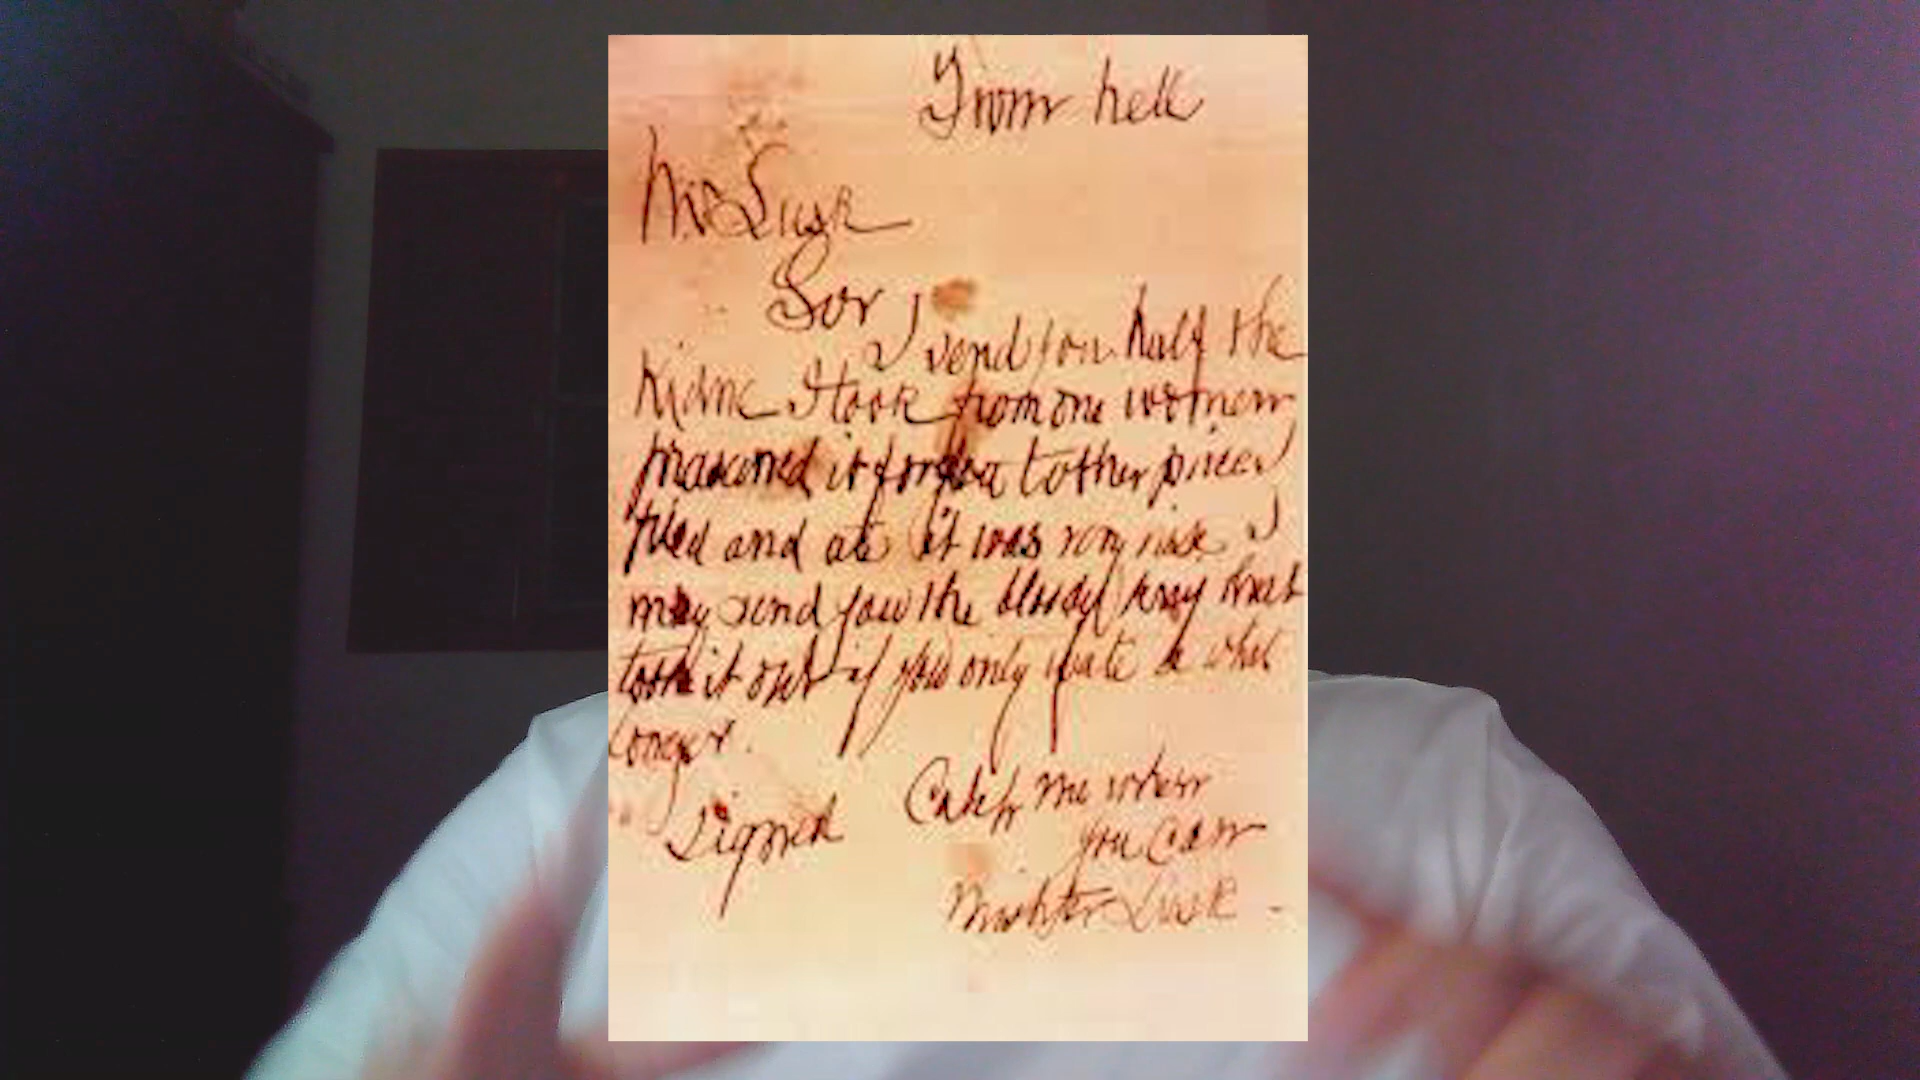 From hell
Mr Lusk
Sor
I send you half the
Kidne I took from one women
prasarved it for you tother piece I
fried and ate it was very nise I
may send you the bloody knif that
took it out if you only wate a whil
longer.
signed
Catch me when
you can
Mishter Lusk